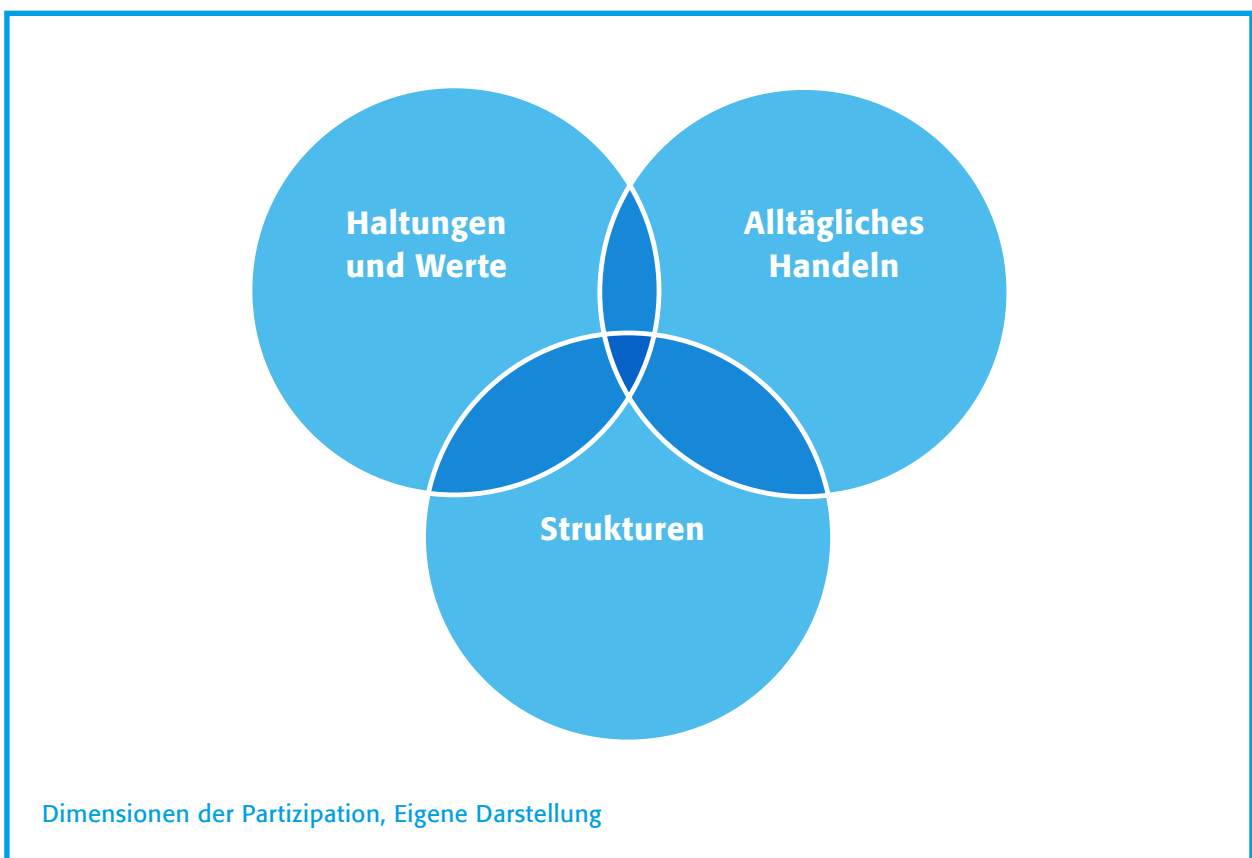 Haltungen
und Werte
Alltägliches
Handeln
Strukturen
Dimensionen der Partizipation, Eigene Darstellung